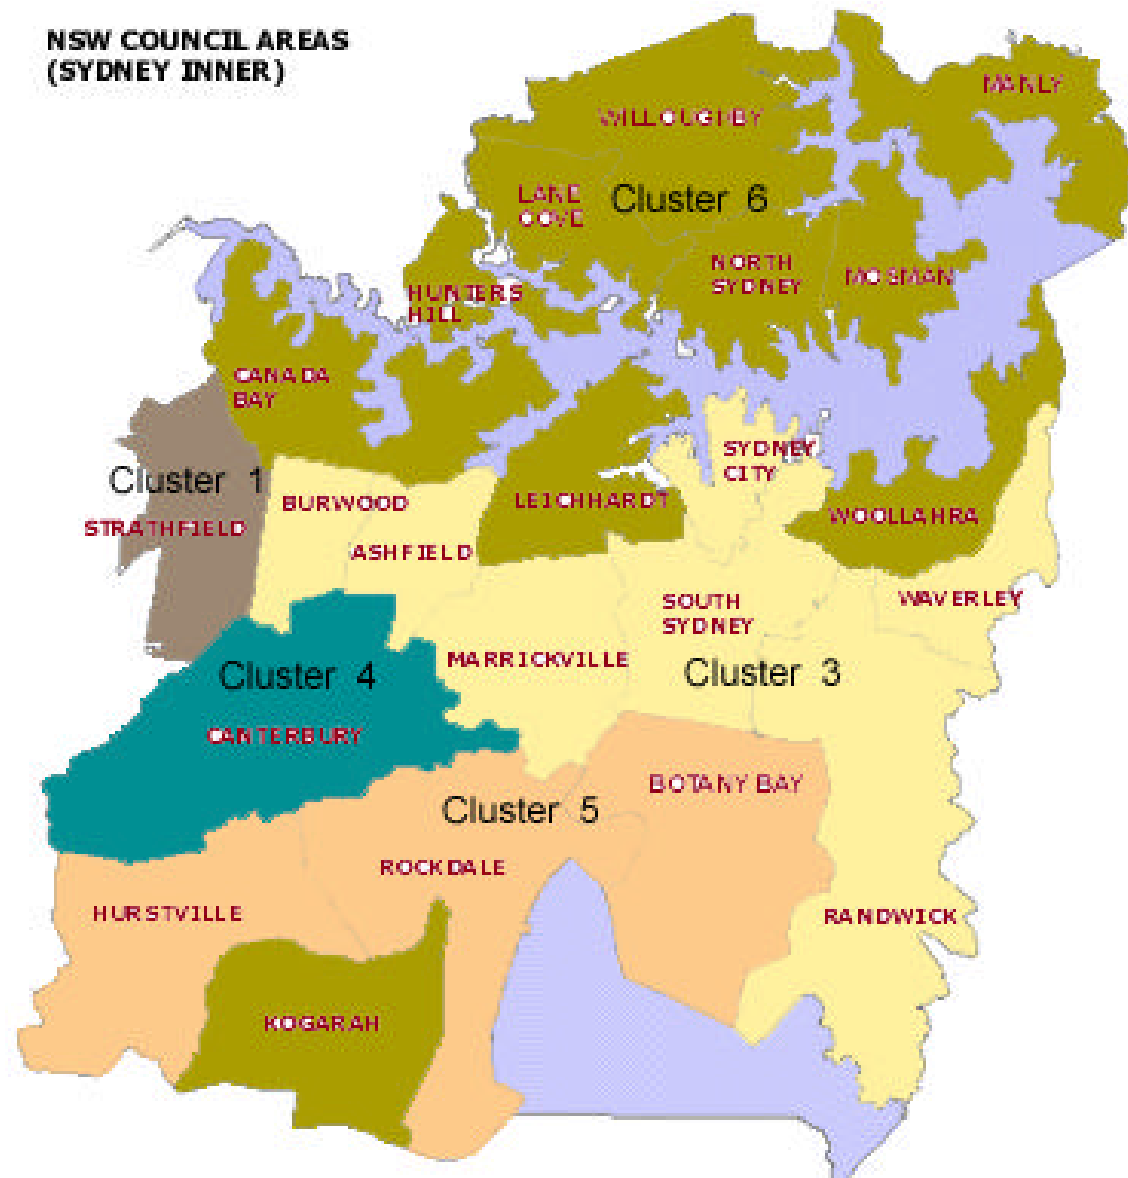 NSW COUNCIL AREAS
(SYDNEY INNER)
MANLY
WILLOUGHBY
LANE
COVE
Cluster 6
NORTH
SYDNEY
MOSMAN
HUNTERS
HILL
CANADA
BAY
SYDNEY
CITY
Cluster 1
BURWOOD
LEICHHARDT
WOOLLAHRA
STRATHFIELD
ASHFIELD
SOUTH
SYDNEY
WAVERLEY
MARRICKVILLE
Cluster 4
Cluster 3
CANTERBURY
BOTANY BAY
Cluster 5
ROCKDALE
HURSTVILLE
RANDWICK
KOGARAH